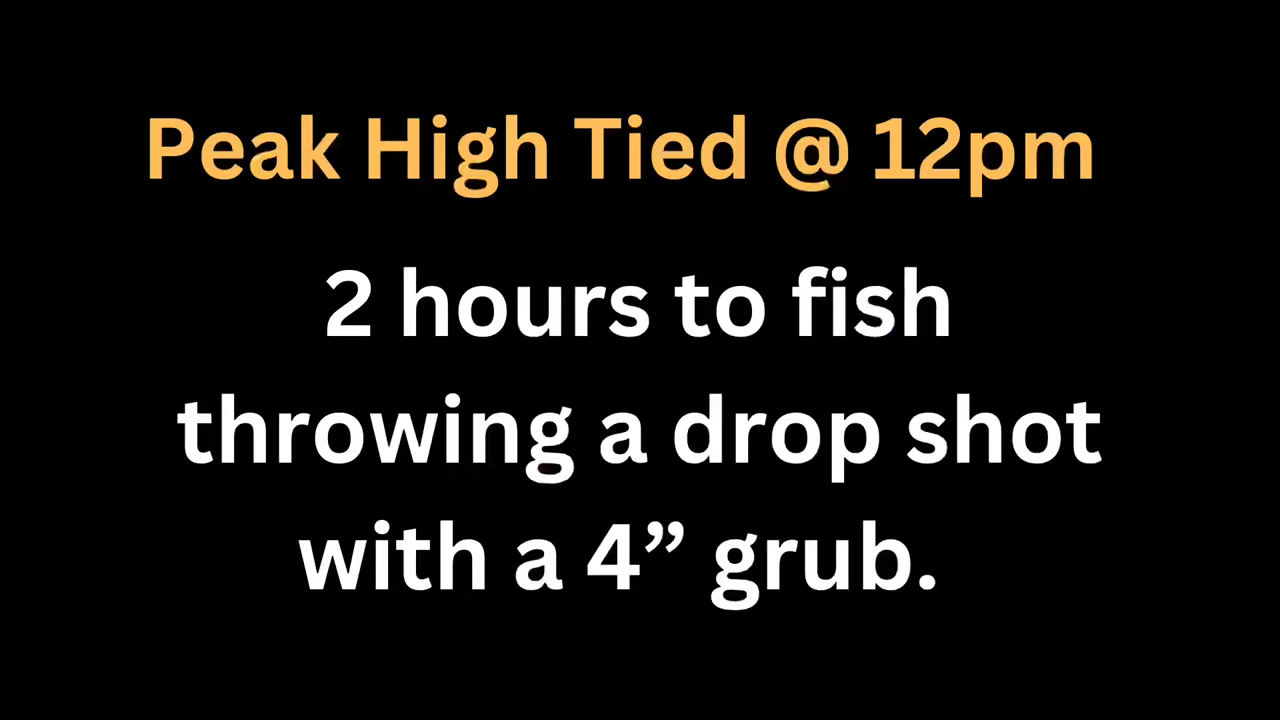 Peak High Tied @ 12pm
2 hours to fish
throwing a drop shot
with a 4” grub.